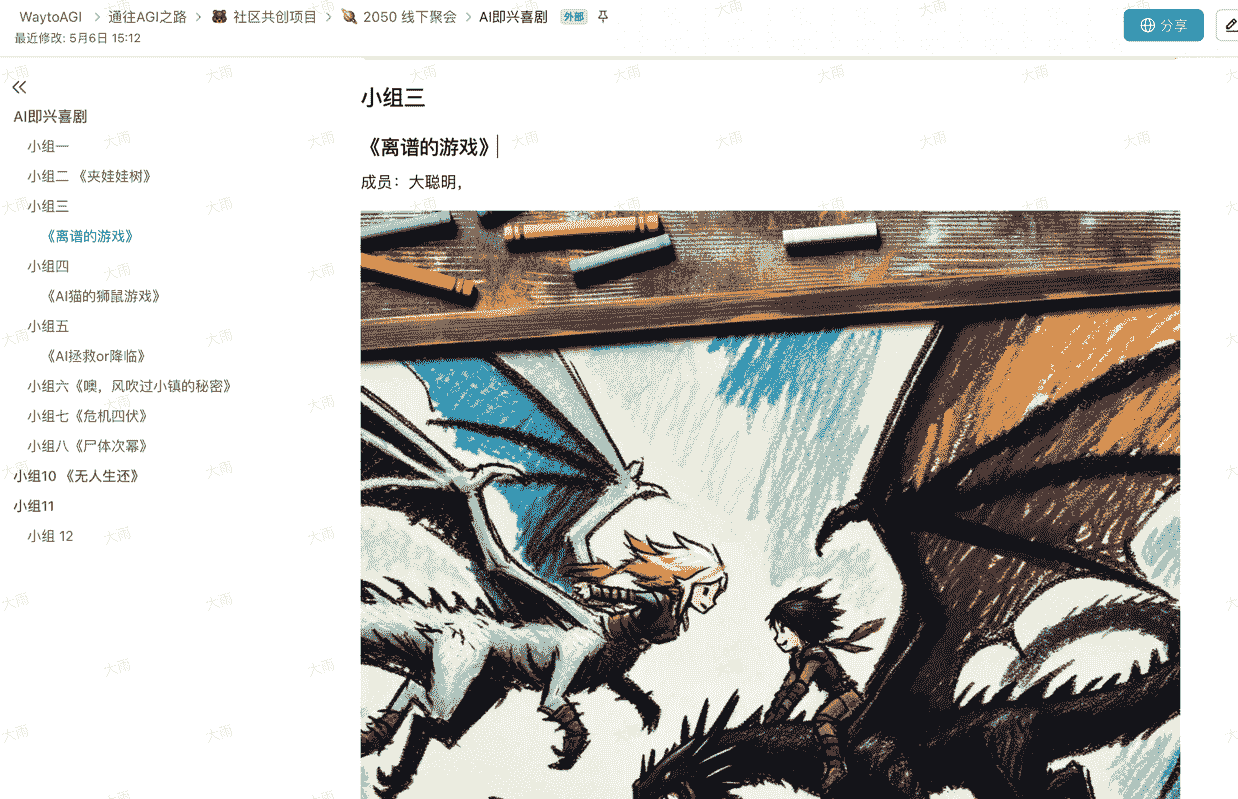 WaytoAGI > 通往AGI之路 > 社区共创项目 > 2050 线下聚会 > AI即兴喜剧 外部
最近修改: 5月6日 15:12
分享
AI即兴喜剧
小组一
小组二 《夹娃娃树》
小组三
《离谱的游戏》
小组四
《AI猫的狮鼠游戏》
小组五
《AI拯救or降临》
小组六《噢，风吹过小镇的秘密》
小组七《危机四伏》
小组八《尸体次幂》
小组10 《无人生还》
小组11
小组 12
小组三
《离谱的游戏》
成员：大聪明，
大雨